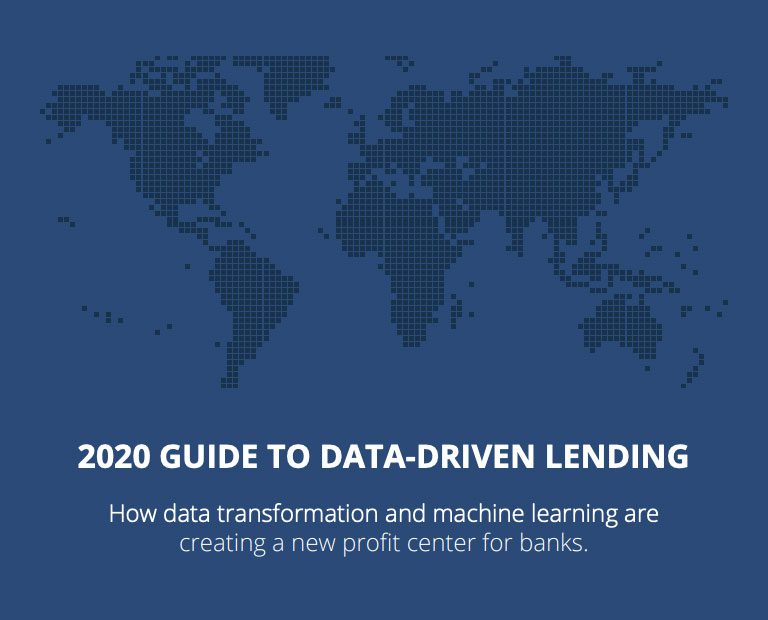 2020 GUIDE TO DATA-DRIVEN LENDING
How data transformation and machine learning are
creating a new profit center for banks.